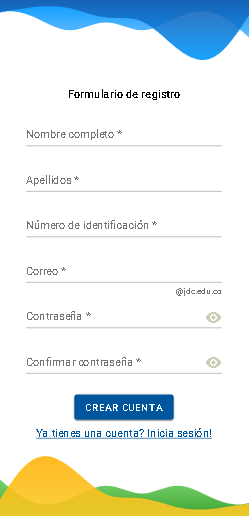 Formulario de registro
Nombre completo *
Apellidos *
Número de identificación *
Correo *
@jdc.edu.co
Contraseña *
Confirmar contraseña *
CREAR CUENTA
Ya tienes una cuenta? Inicia sesión!